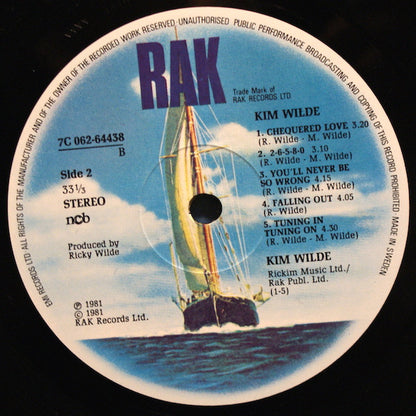 ALL RIGHTS OF THE MANUFACTURER AND OF THE OWNER OF THE RECORDED WORK RESERVED. UNAUTHORISED PUBLIC PERFORMANCE BROADCASTING AND COPYING OF THIS RECORD PROHIBITED · MADE IN SWEDEN
EMI RECORDS LTD.
RAK
Trade Mark of
RAK RECORDS LTD
7C 062-64438
B
Side 2
33⅓
STEREO
ncb
Produced by
Ricky Wilde
℗ 1981
© 1981
RAK Records Ltd.
KIM WILDE
1. CHEQUERED LOVE 3.20
(R. Wilde - M. Wilde)
2. 2-6-5-8-0 3.10
(R. Wilde - M. Wilde)
3. YOU'LL NEVER BE
SO WRONG 4.15
(R. Wilde - M. Wilde)
4. FALLING OUT 4.05
(R. Wilde)
5. TUNING IN
TUNING ON 4.30
(R. Wilde - M. Wilde)
KIM WILDE
Rickim Music Ltd./
Rak Publ. Ltd.
(1-5)